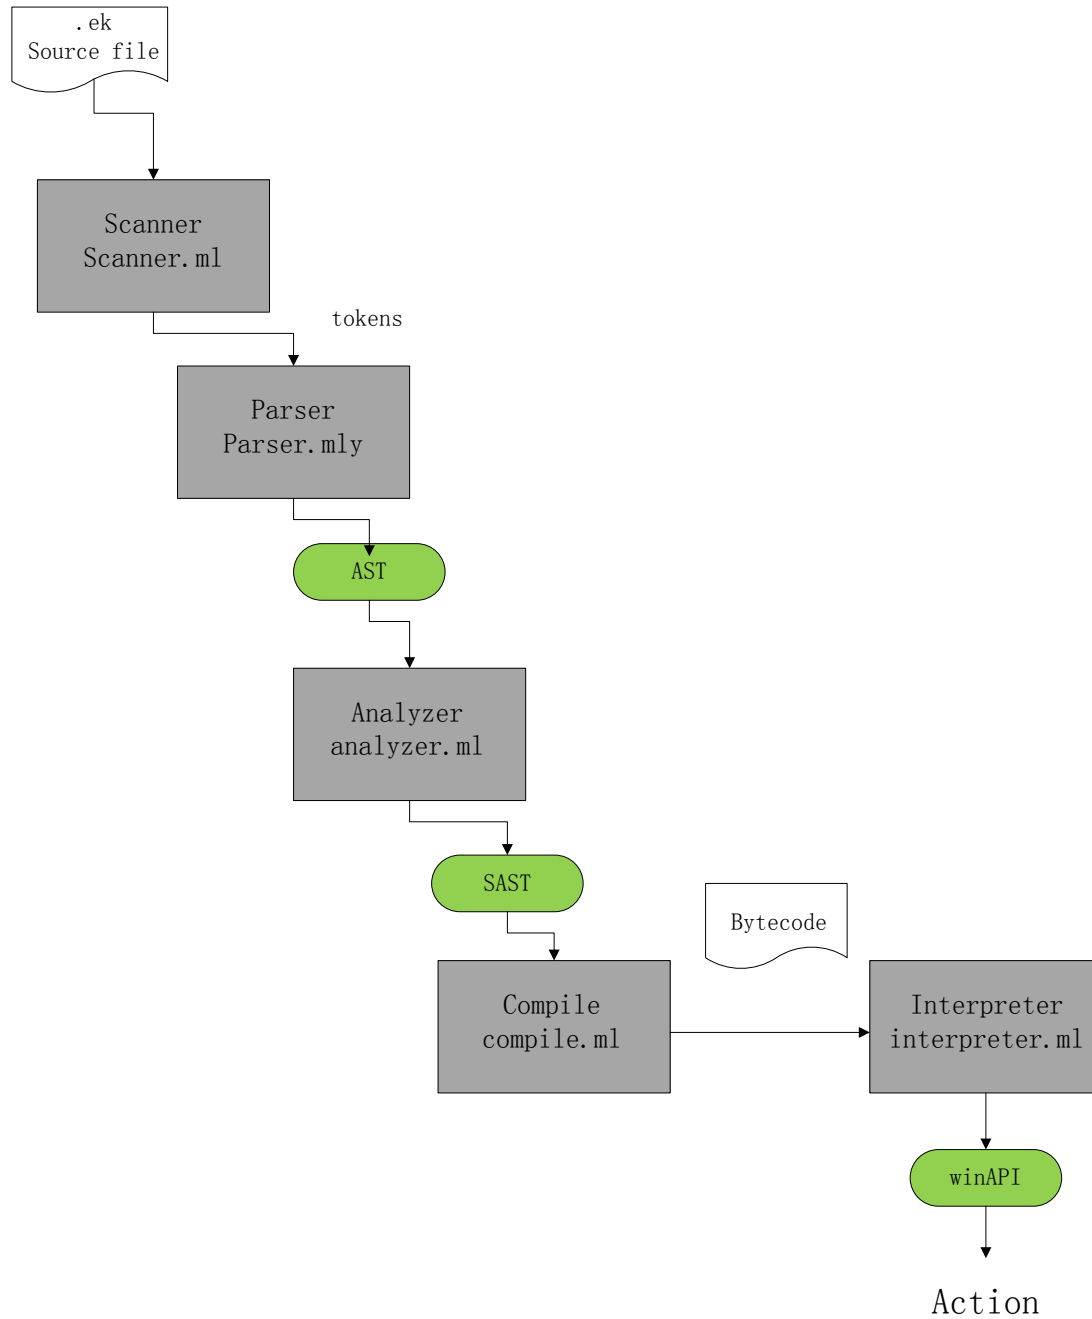 .ek
Source file
Scanner
Scanner.ml
tokens
Parser
Parser.mly
AST
Analyzer
analyzer.ml
SAST
Bytecode
Compile
compile.ml
Interpreter
interpreter.ml
winAPI
Action